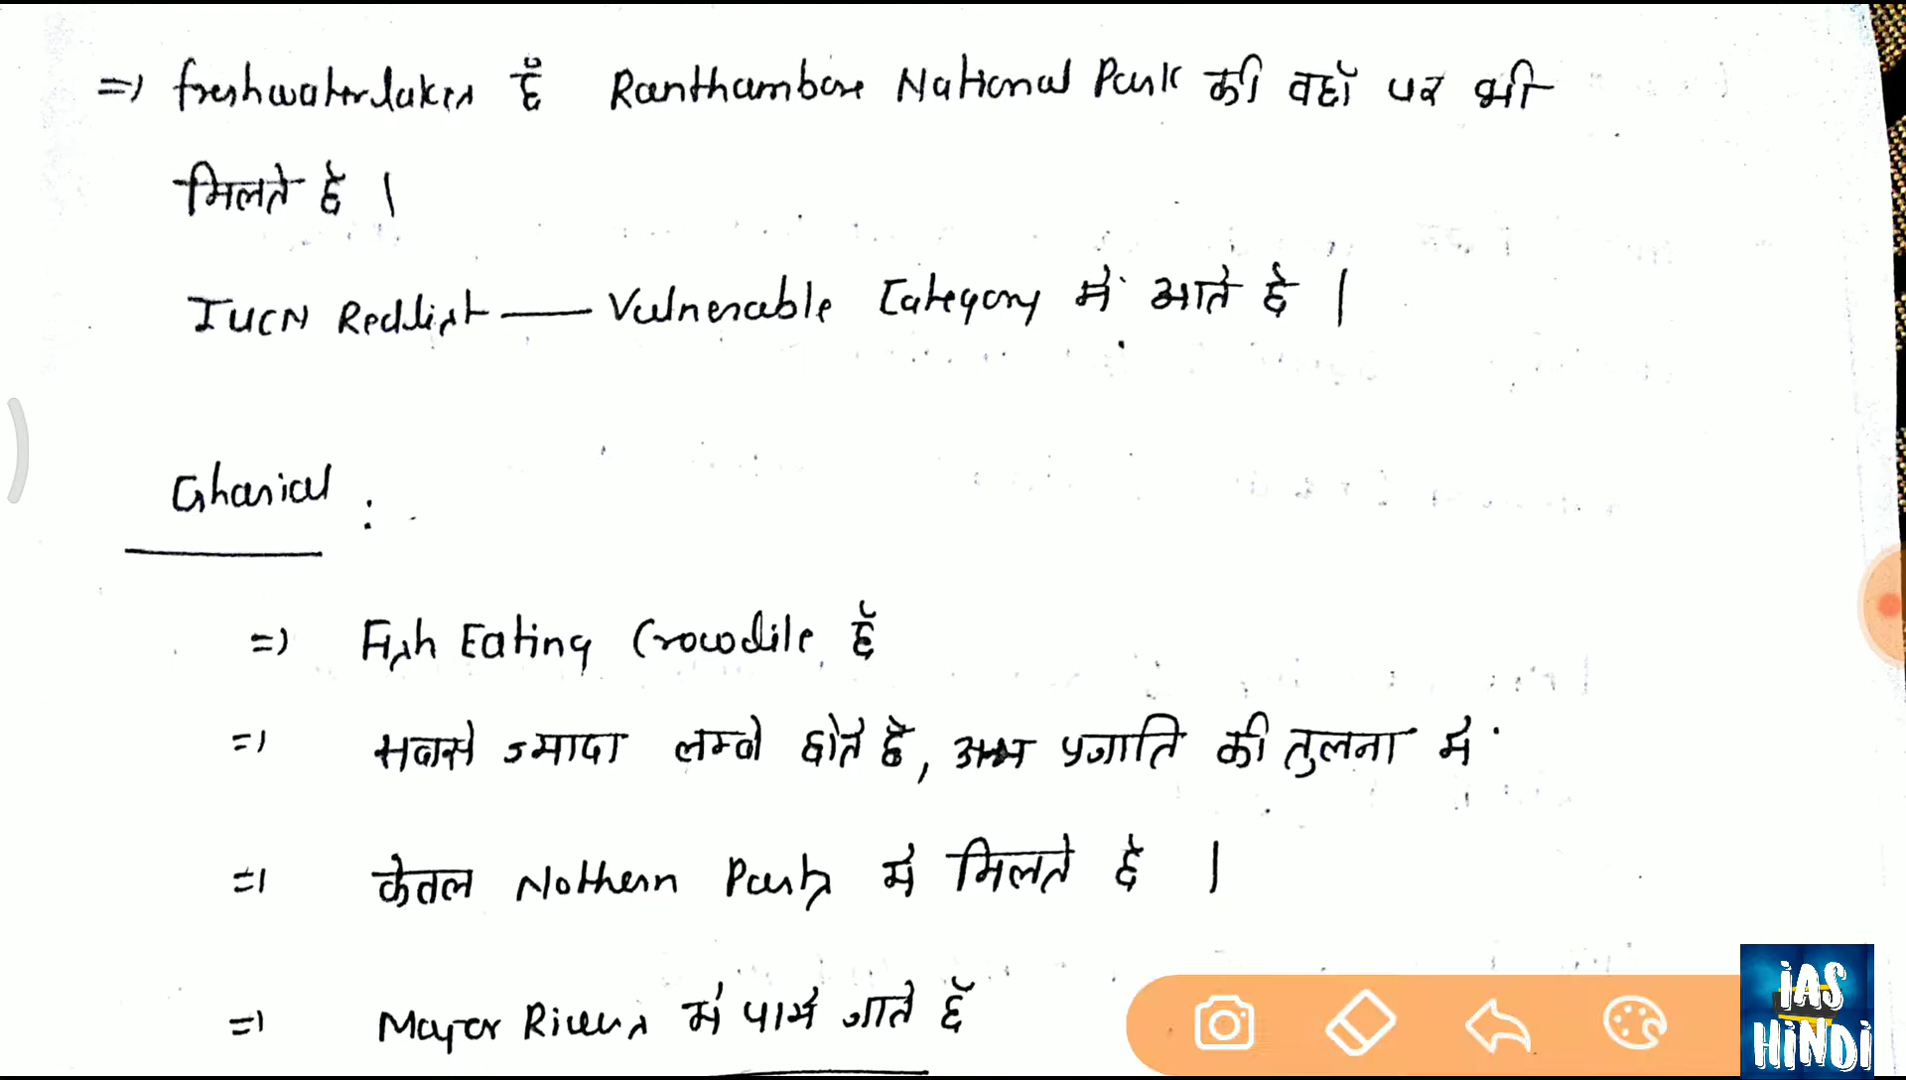 => freshwater lakes हैं Ranthambore National Park की वहाँ पर भी
मिलते है ।
IUCN Redlist — Vulnerable Category में आते है ।
Gharial :
=> Fish Eating Crocodile हैं
=> सबसे ज्यादा लम्बे होते है, अन्य प्रजाति की तुलना में
=> केवल Nothern Parts में मिलते है ।
=> Mayor Rivers में पाये जाते हैं
iAS
HiNDi